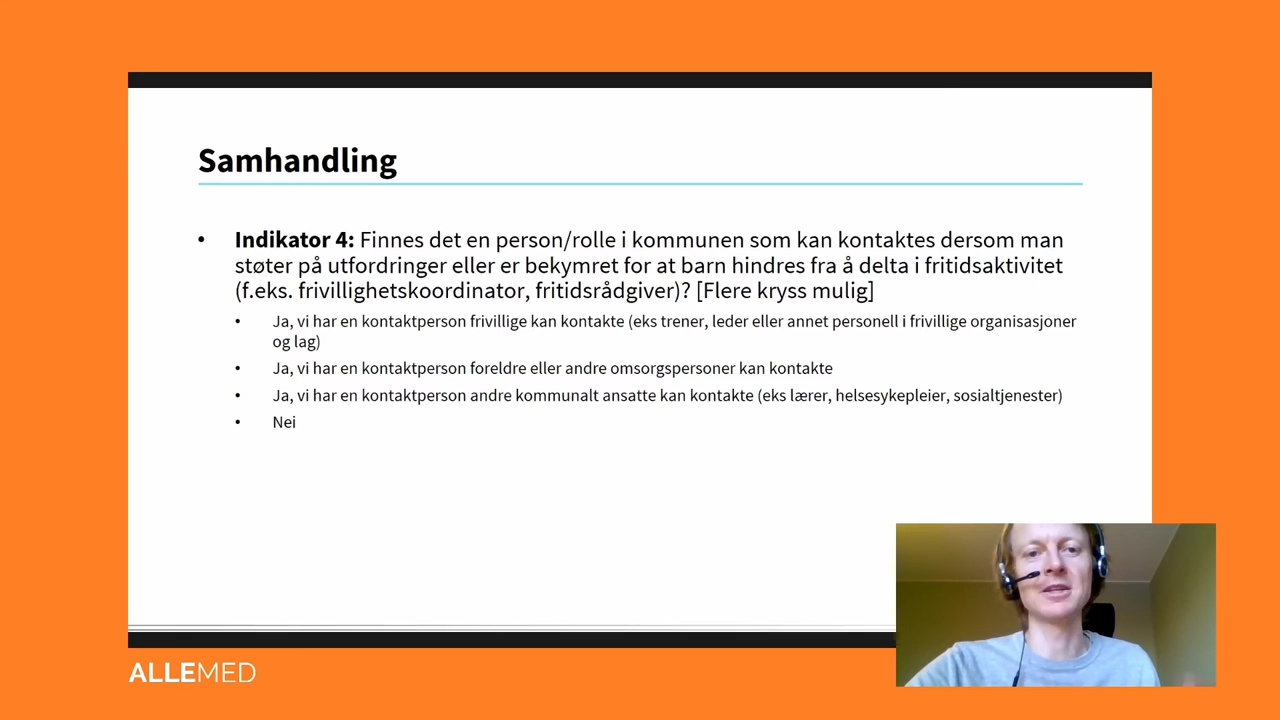 Samhandling
• Indikator 4: Finnes det en person/rolle i kommunen som kan kontaktes dersom man
støter på utfordringer eller er bekymret for at barn hindres fra å delta i fritidsaktivitet
(f.eks. frivillighetskoordinator, fritidsrådgiver)? [Flere kryss mulig]
• Ja, vi har en kontaktperson frivillige kan kontakte (eks trener, leder eller annet personell i frivillige organisasjoner
og lag)
• Ja, vi har en kontaktperson foreldre eller andre omsorgspersoner kan kontakte
• Ja, vi har en kontaktperson andre kommunalt ansatte kan kontakte (eks lærer, helsesykepleier, sosialtjenester)
• Nei
ALLEMED